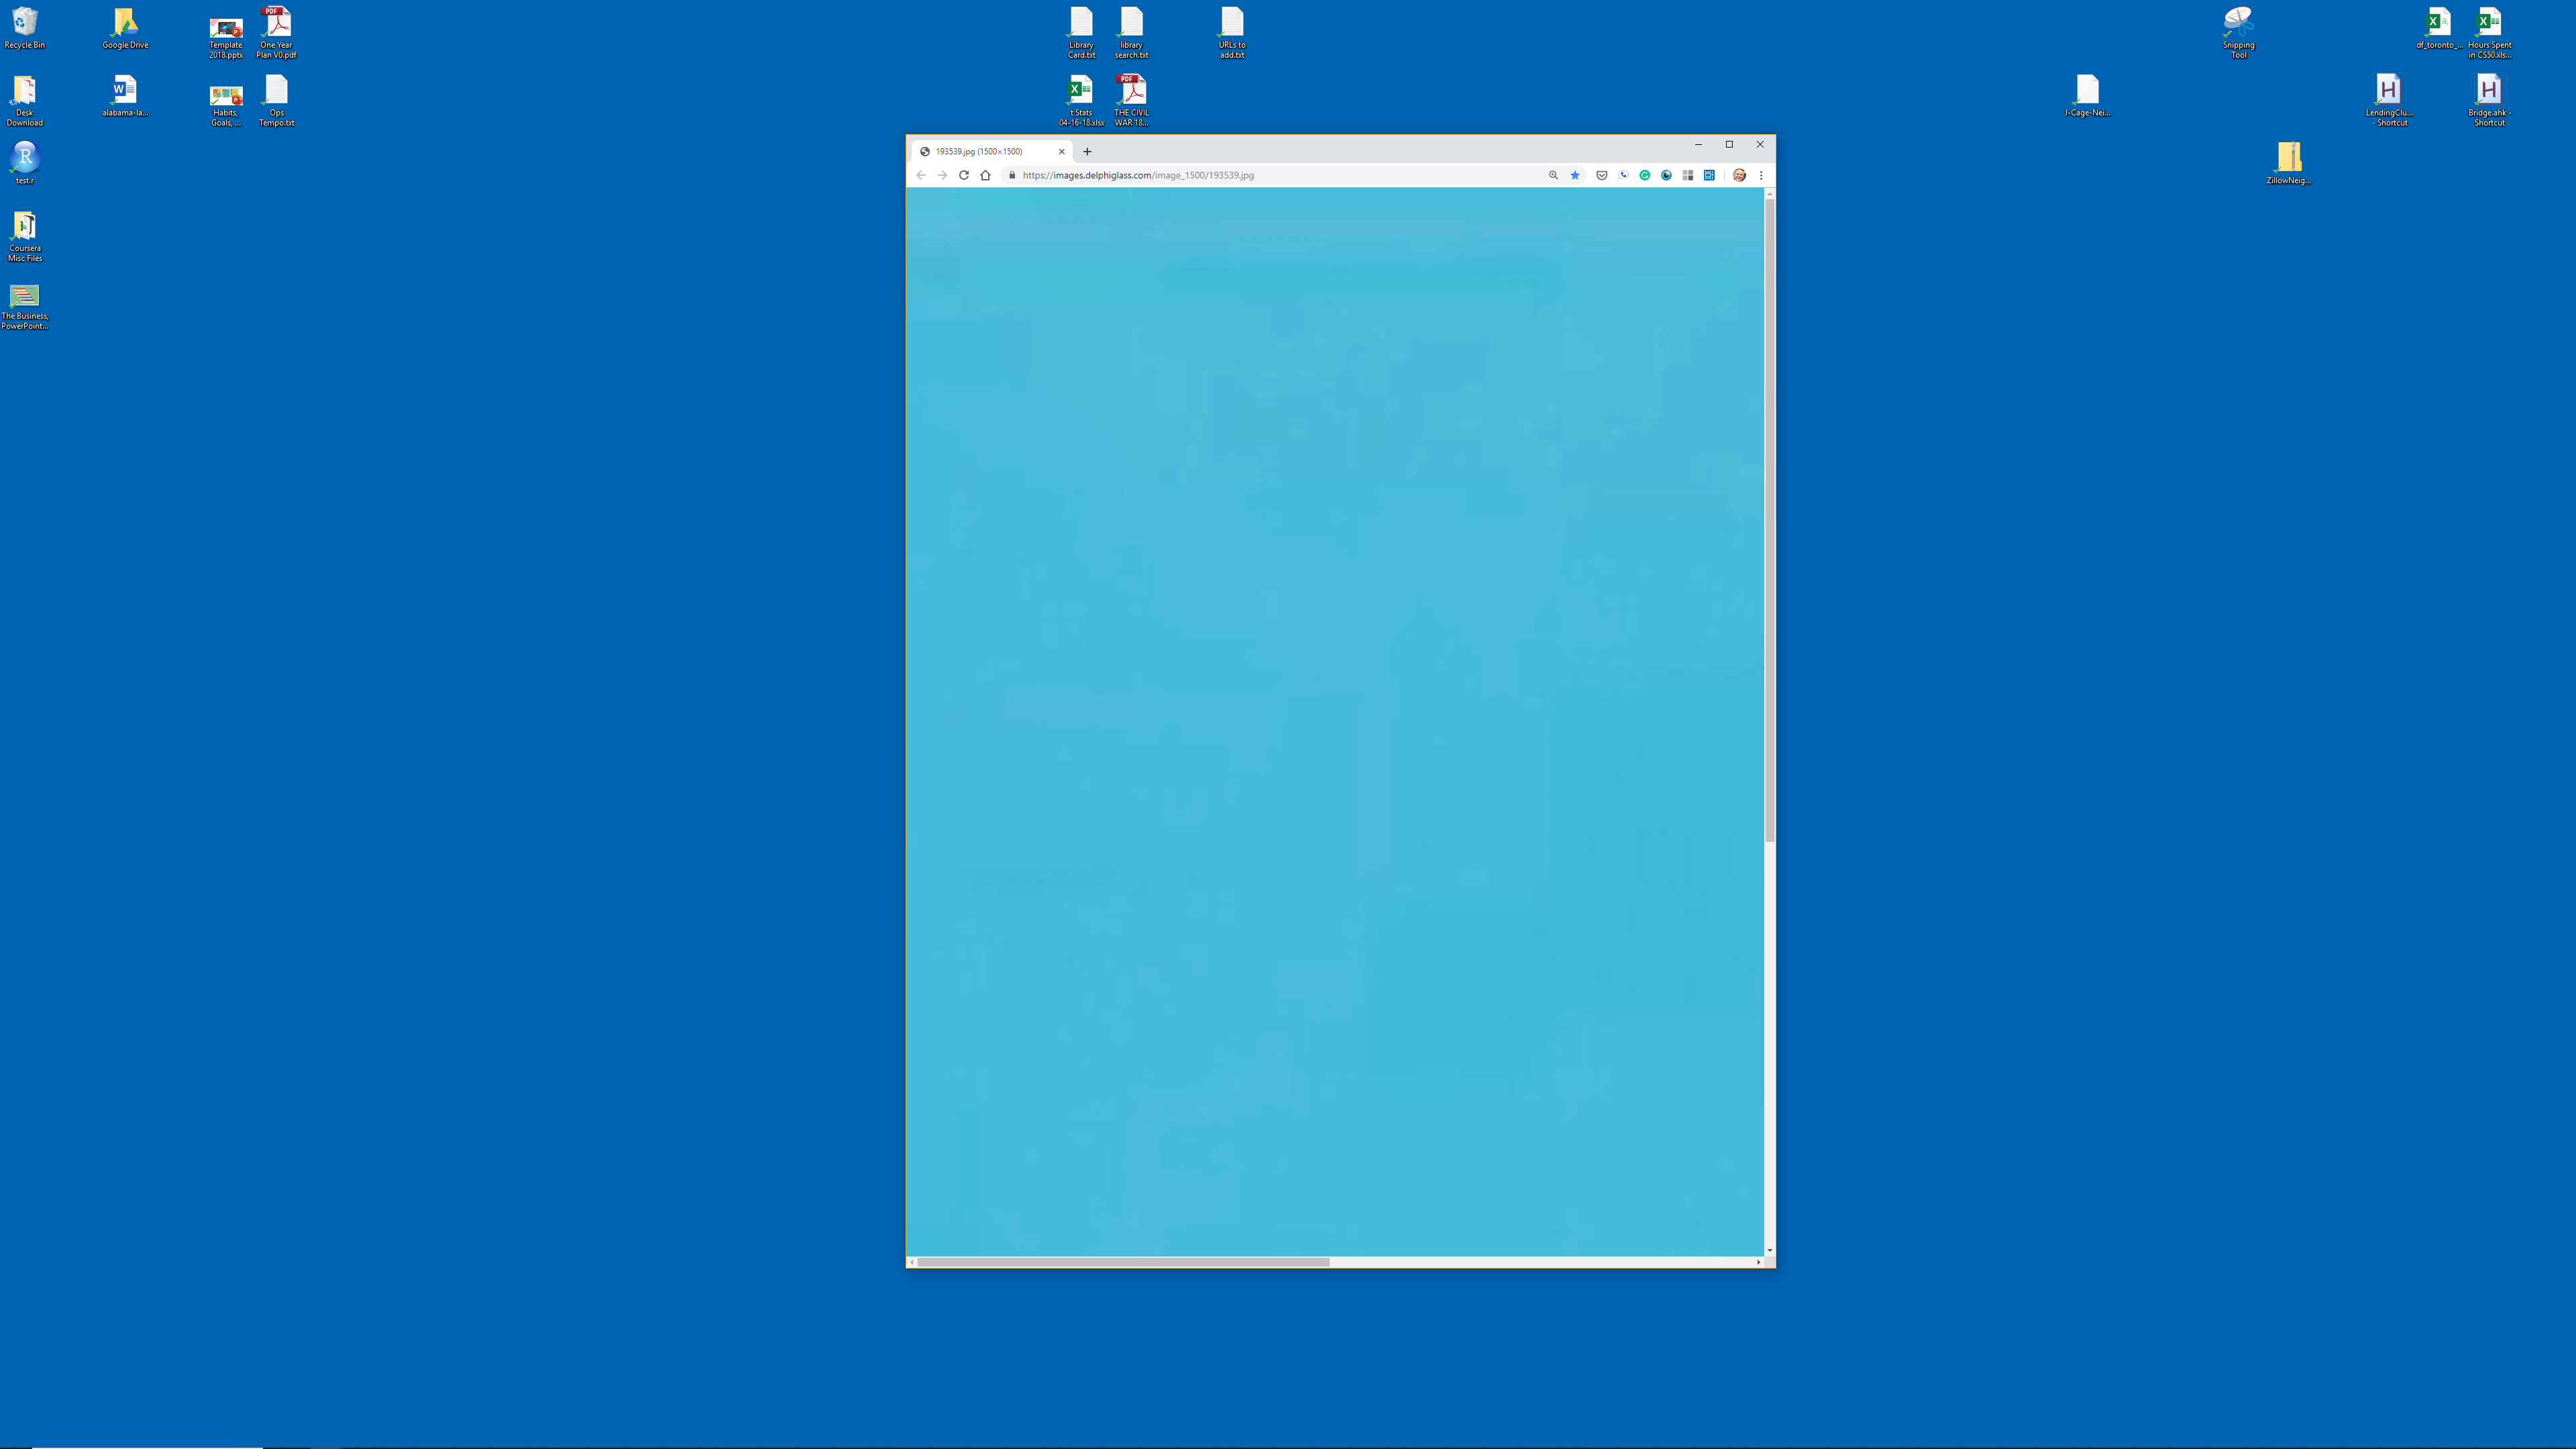 Recycle Bin
Google Drive
Template
2018.pptx
One Year
Plan V0.pdf
Library
Card.txt
library
search.txt
URLs to
add.txt
Snipping
Tool
df_toronto_...
Hours Spent
in CS50.xls...
Desk
Download
alabama-la...
Habits,
Goals, ...
Ops
Tempo.txt
t Stats
04-16-18.xlsx
THE CIVIL
WAR 18...
J-Cage-Nei...
LendingClu...
- Shortcut
Bridge.ahk -
Shortcut
test.r
ZillowNeig...
Coursera
Misc Files
The Business,
PowerPoint...
193539.jpg (1500×1500)
https://images.delphiglass.com/image_1500/193539.jpg
PDF
PDF